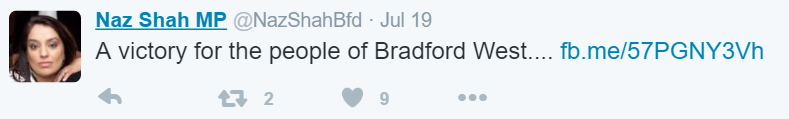 Naz Shah MP @NazShahBfd · Jul 19
A victory for the people of Bradford West.... fb.me/57PGNY3Vh
2 9